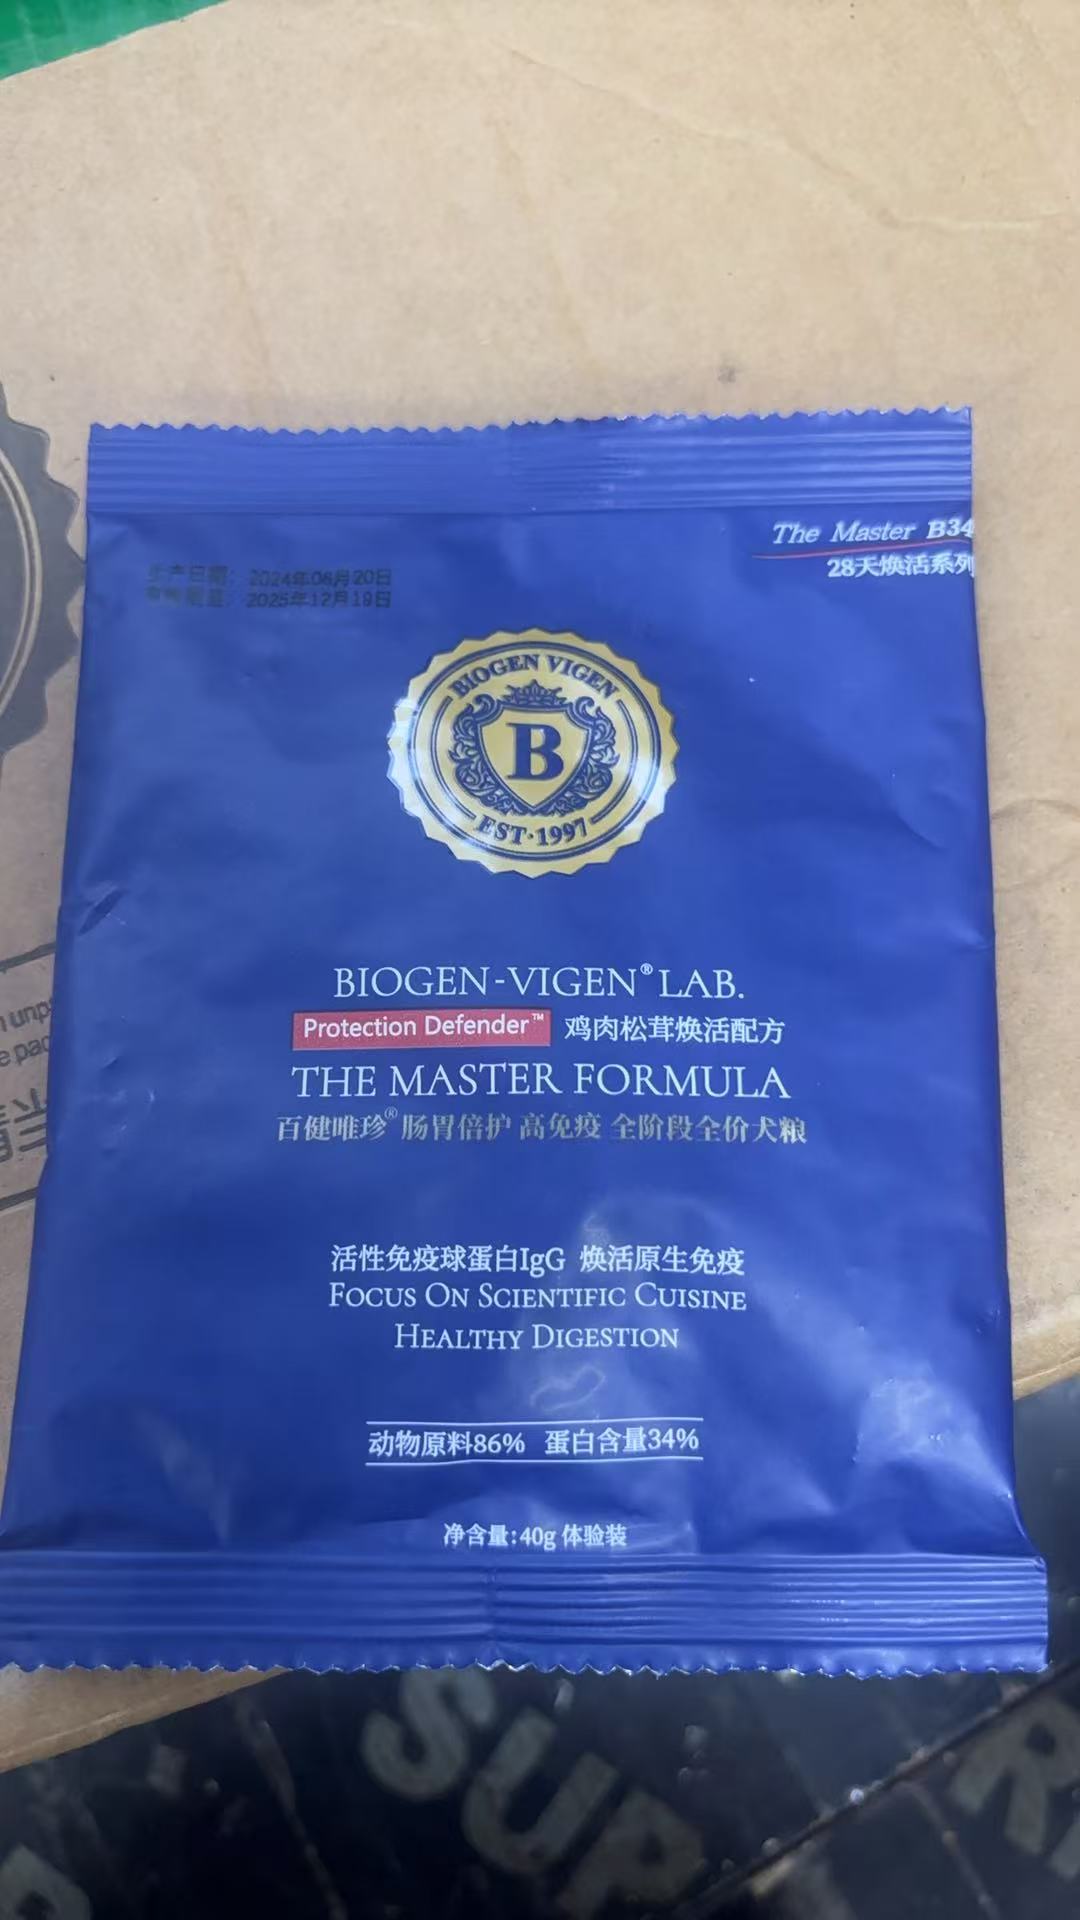 The Master B34
28天焕活系列
生产日期：2024年06月20日
2025年12月19日
BIOGEN VIGEN
B
EST·1997
BIOGEN-VIGEN® LAB.
Protection Defender™ 鸡肉松茸焕活配方
THE MASTER FORMULA
百健唯珍® 肠胃倍护 高免疫 全阶段全价犬粮
活性免疫球蛋白IgG 焕活原生免疫
FOCUS ON SCIENTIFIC CUISINE
HEALTHY DIGESTION
动物原料86% 蛋白含量34%
净含量:40g 体验装
SUP